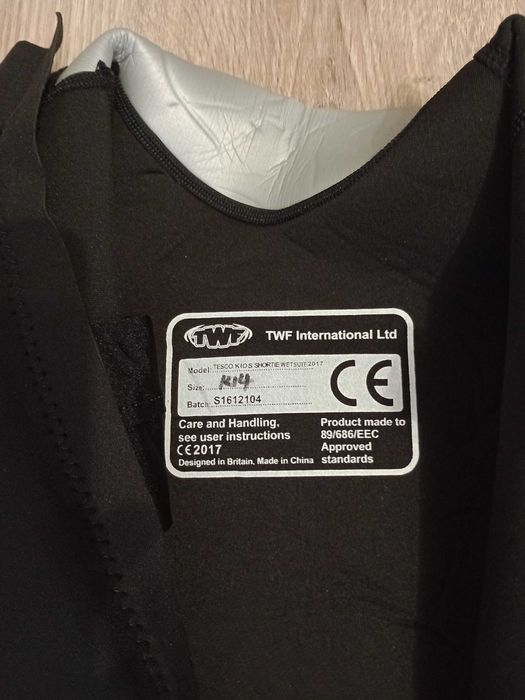 TWF
TWF International Ltd
Model: TESCO KIDS SHORTIE WETSUIT 2017
Size: K14
Batch: S1612104
CE
Care and Handling,
see user instructions
CE2017
Product made to
89/686/EEC
Approved
standards
Designed in Britain, Made in China